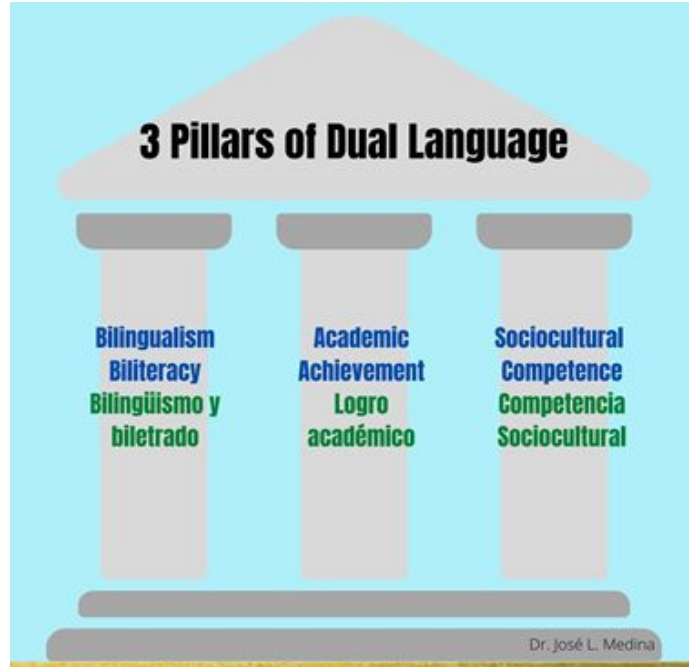 3 Pillars of Dual Language
Bilingualism
Biliteracy
Bilingüismo y
biletrado
Academic
Achievement
Logro
académico
Sociocultural
Competence
Competencia
Sociocultural
Dr. José L. Medina